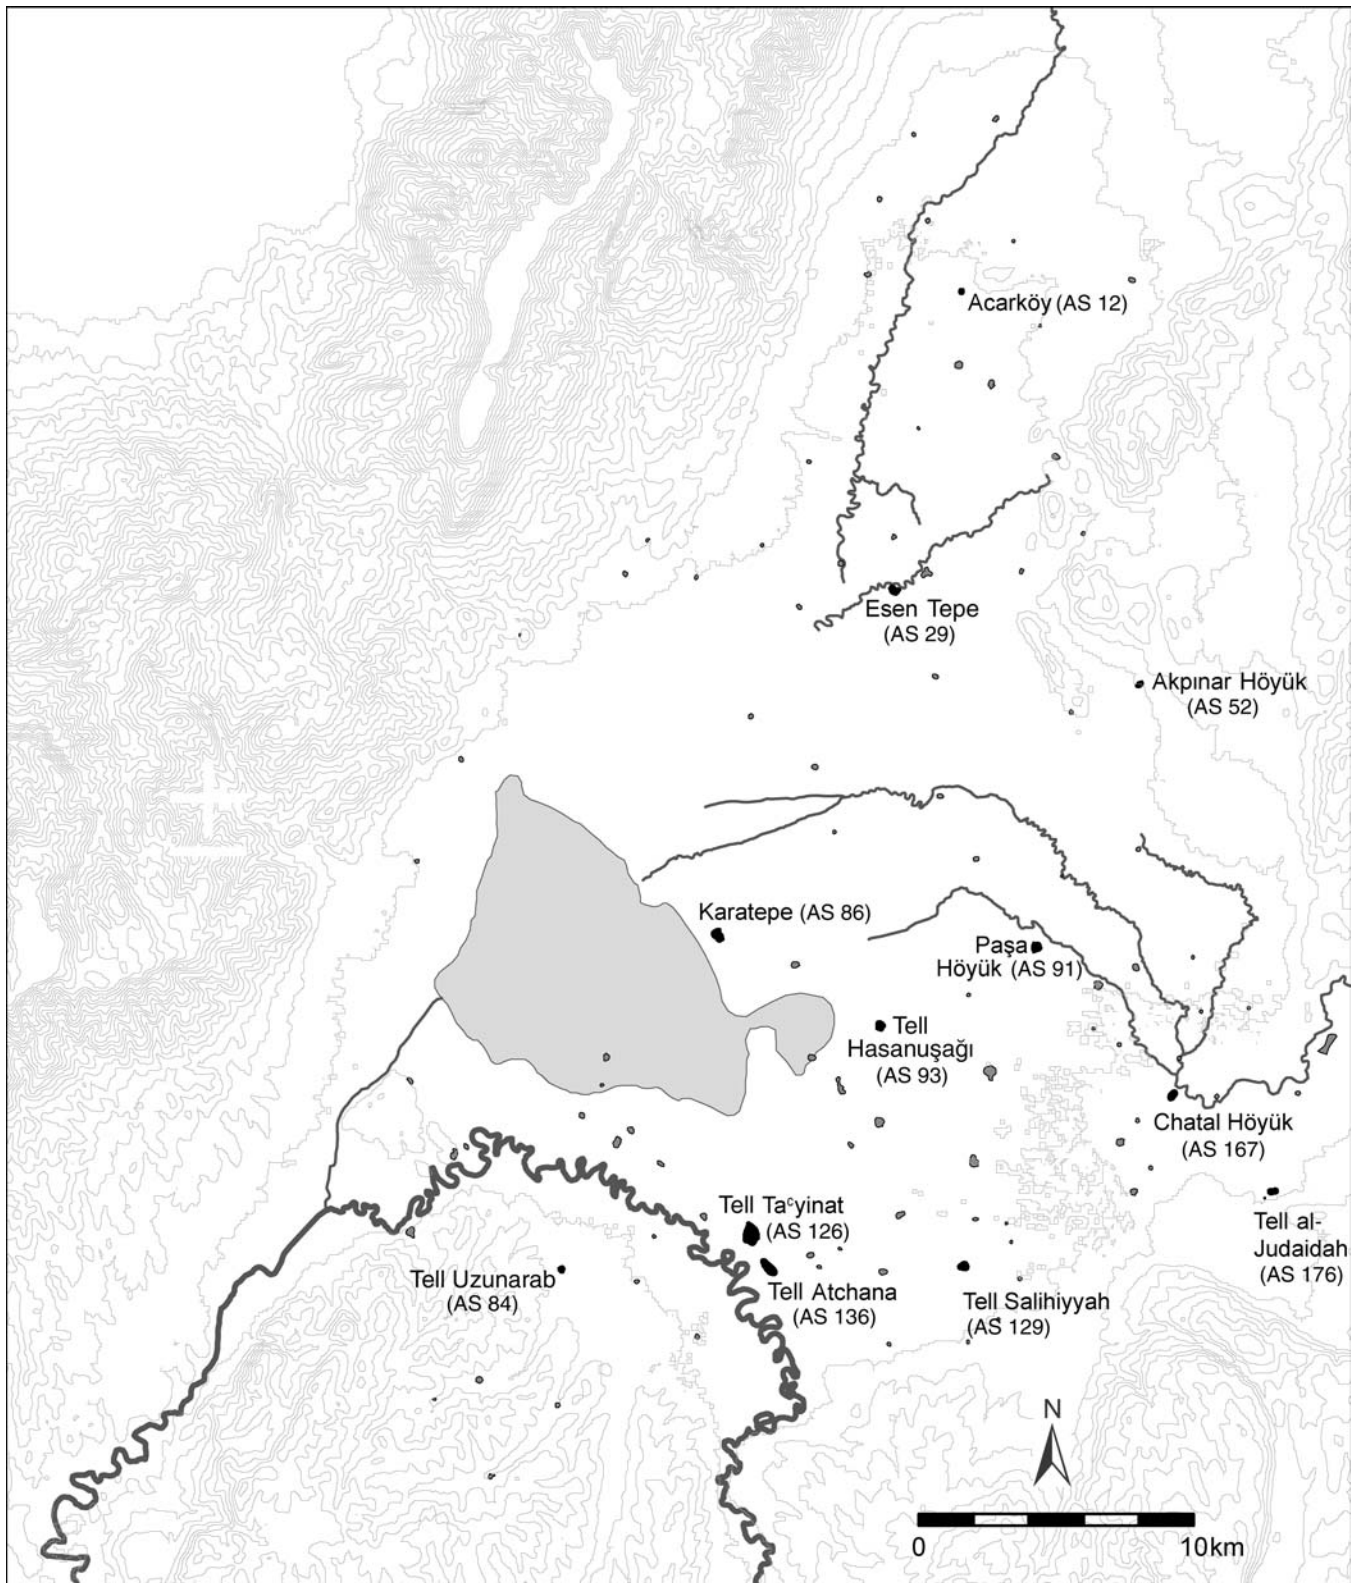 Acarköy (AS 12)
Esen Tepe
(AS 29)
Akpınar Höyük
(AS 52)
Karatepe (AS 86)
Paşa
Höyük (AS 91)
Tell
Hasanuşağı
(AS 93)
Chatal Höyük
(AS 167)
Tell Taᶜyinat
(AS 126)
Tell al-
Judaidah
(AS 176)
Tell Uzunarab
(AS 84)
Tell Atchana
(AS 136)
Tell Salihiyyah
(AS 129)
N
0 10km